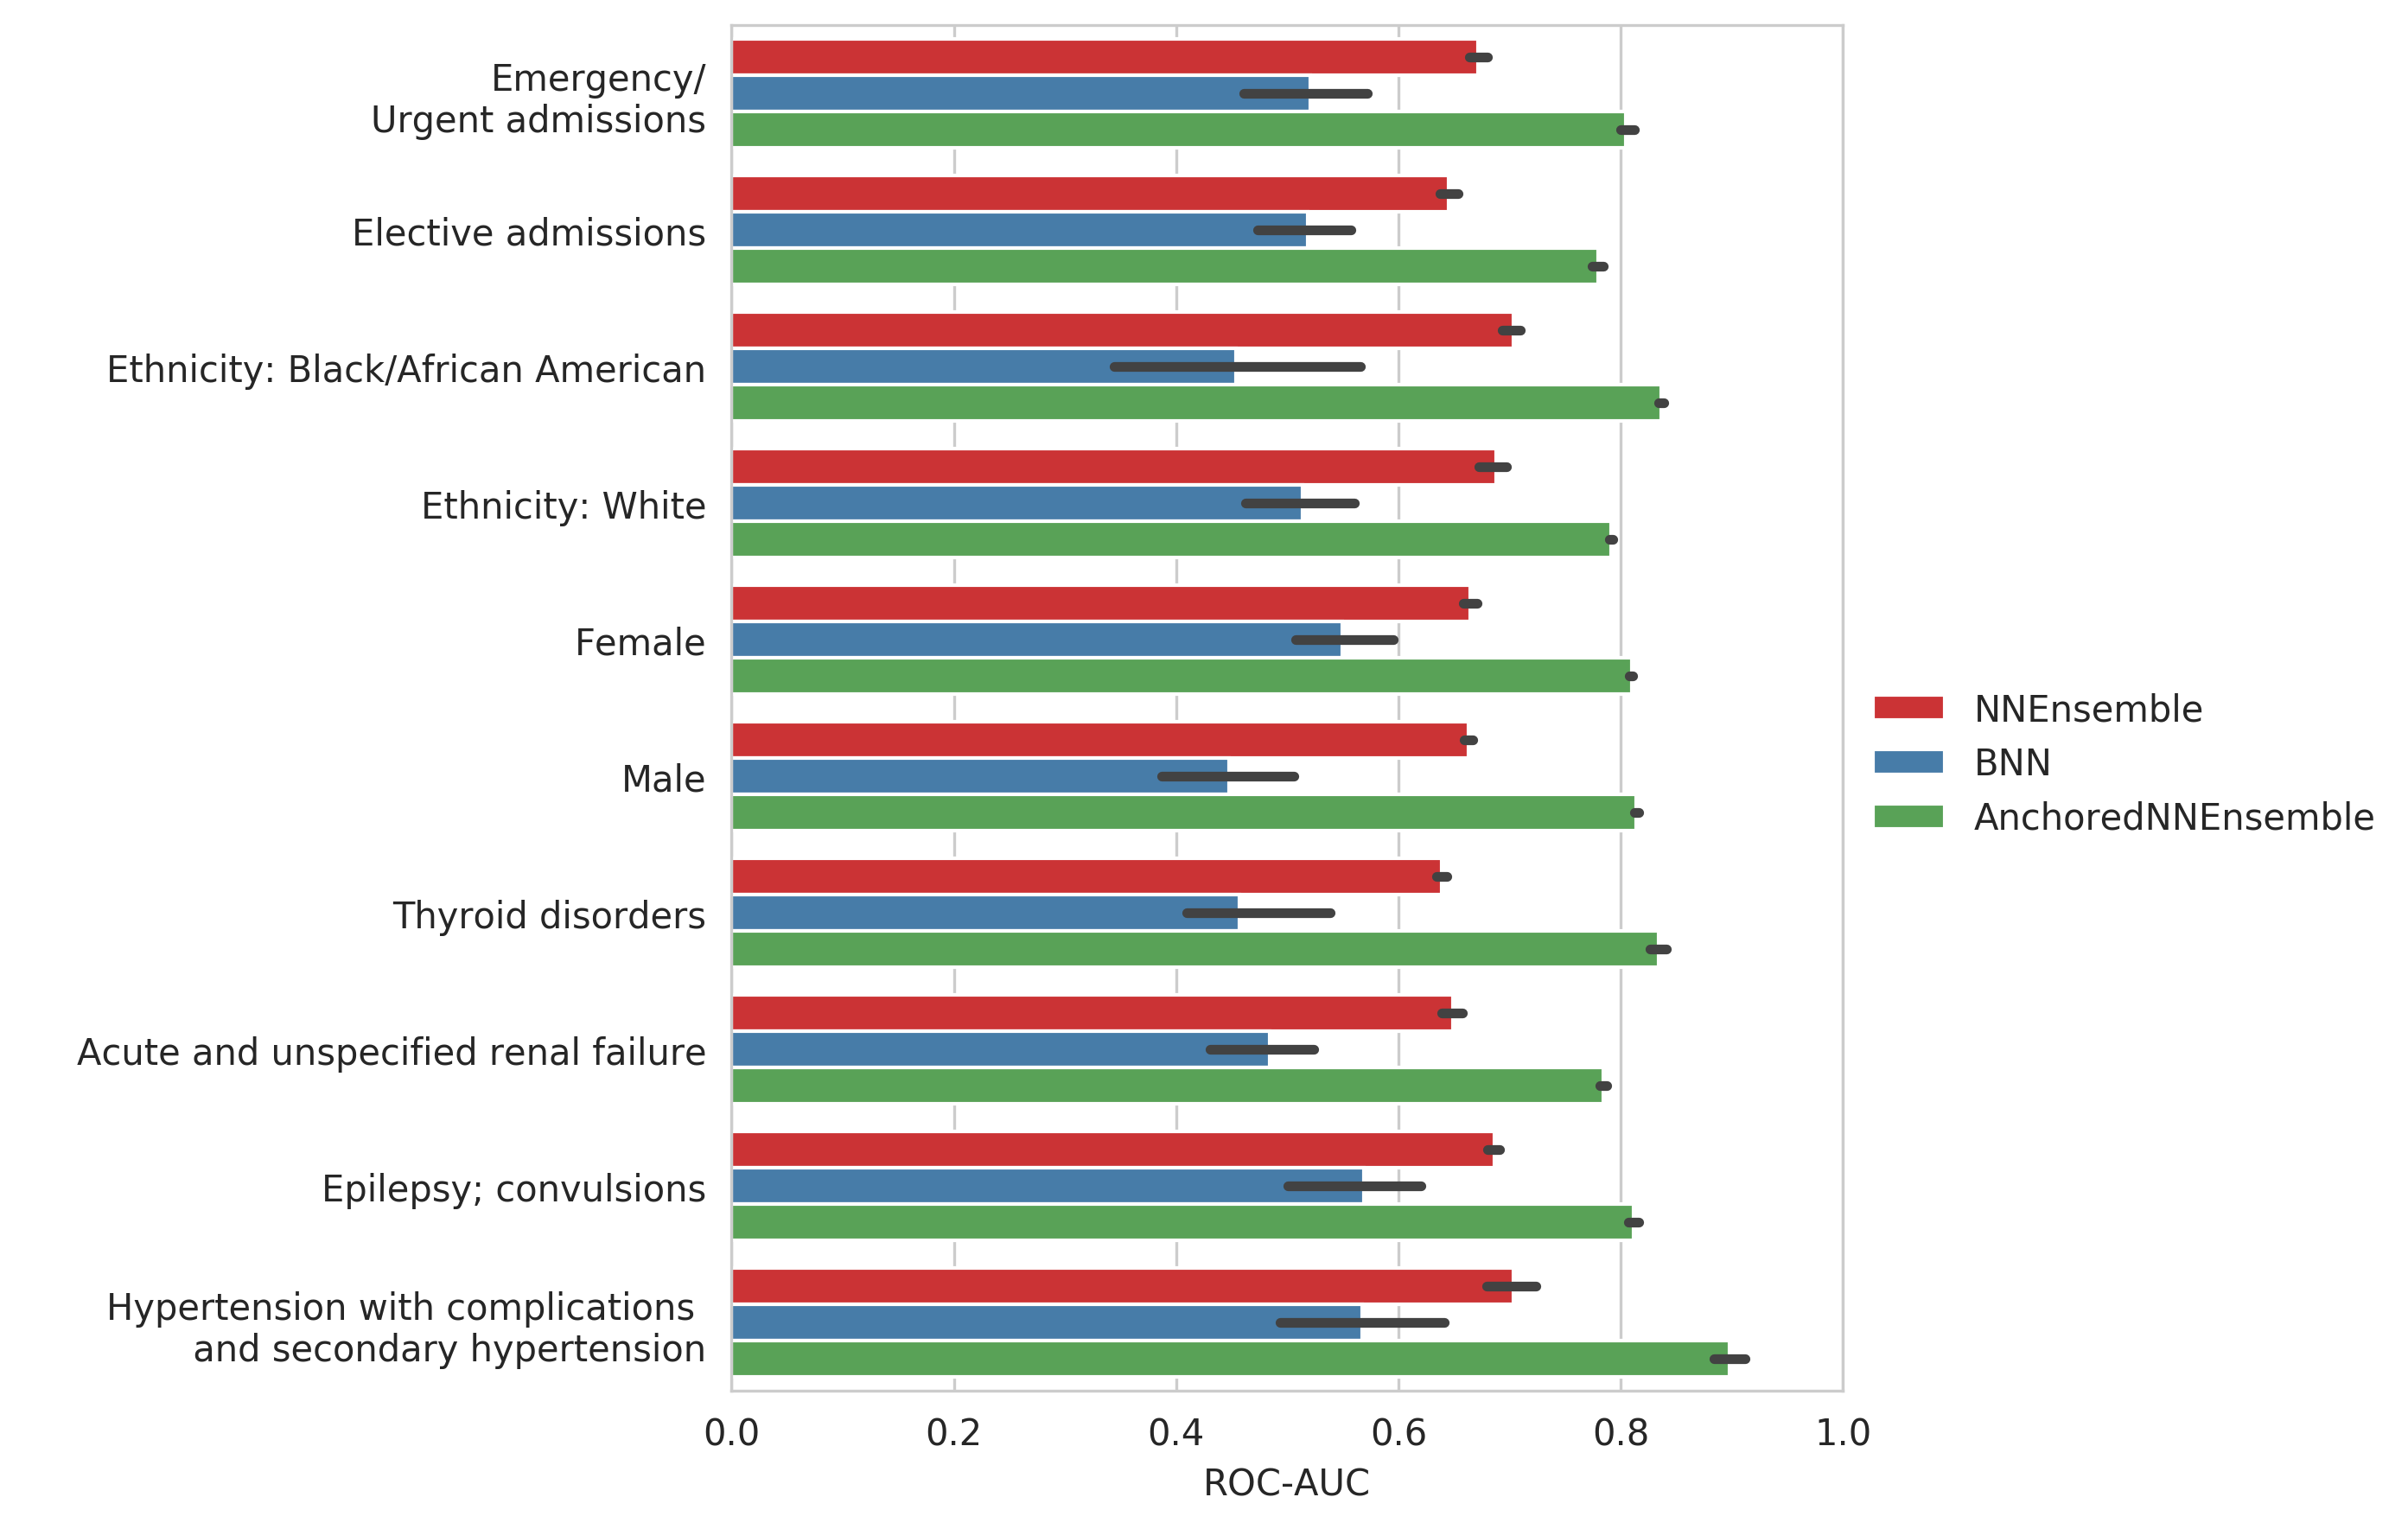 Emergency/
Urgent admissions
Elective admissions
Ethnicity: Black/African American
Ethnicity: White
Female
Male
Thyroid disorders
Acute and unspecified renal failure
Epilepsy; convulsions
Hypertension with complications
and secondary hypertension
0.0 0.2 0.4 0.6 0.8 1.0
ROC-AUC
NNEnsemble
BNN
AnchoredNNEnsemble